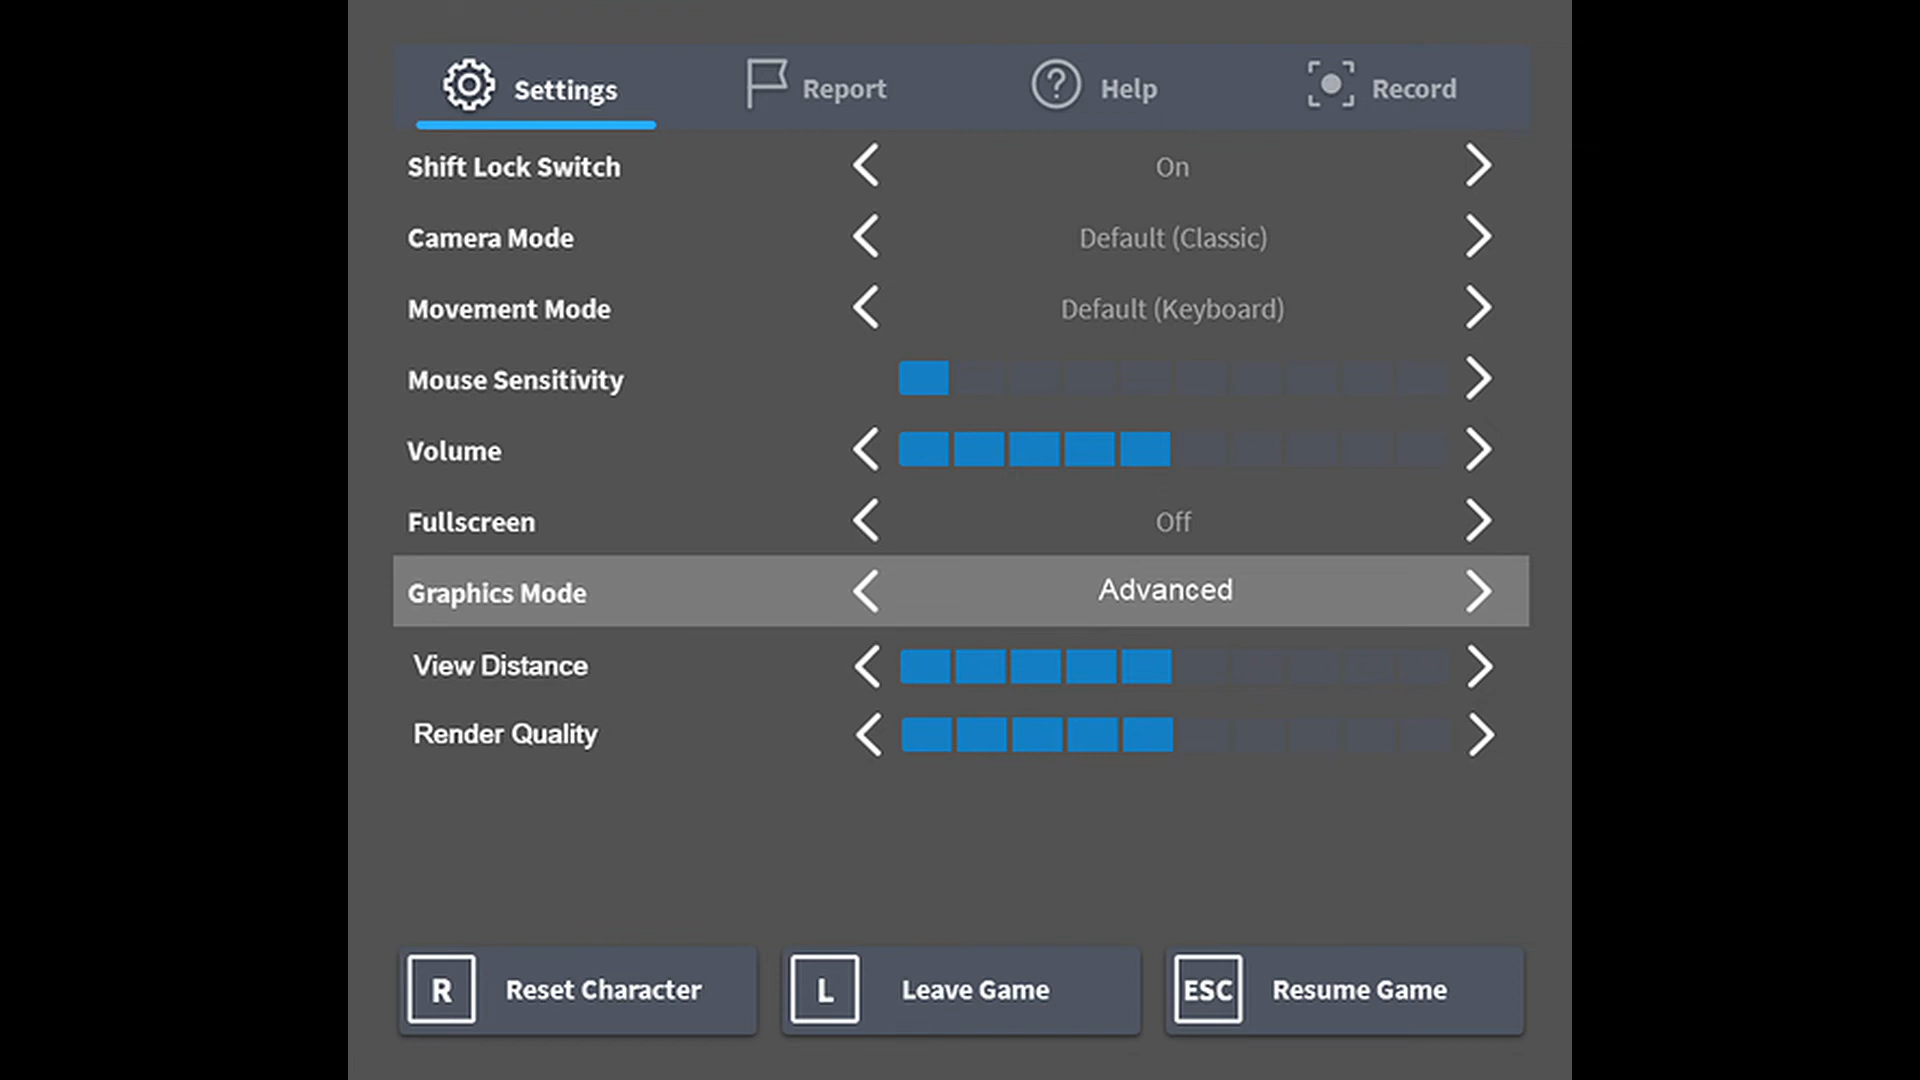 Settings
Report
Help
Record
Shift Lock Switch
On
Camera Mode
Default (Classic)
Movement Mode
Default (Keyboard)
Mouse Sensitivity
Volume
Fullscreen
Off
Graphics Mode
Advanced
View Distance
Render Quality
R
Reset Character
L
Leave Game
ESC
Resume Game